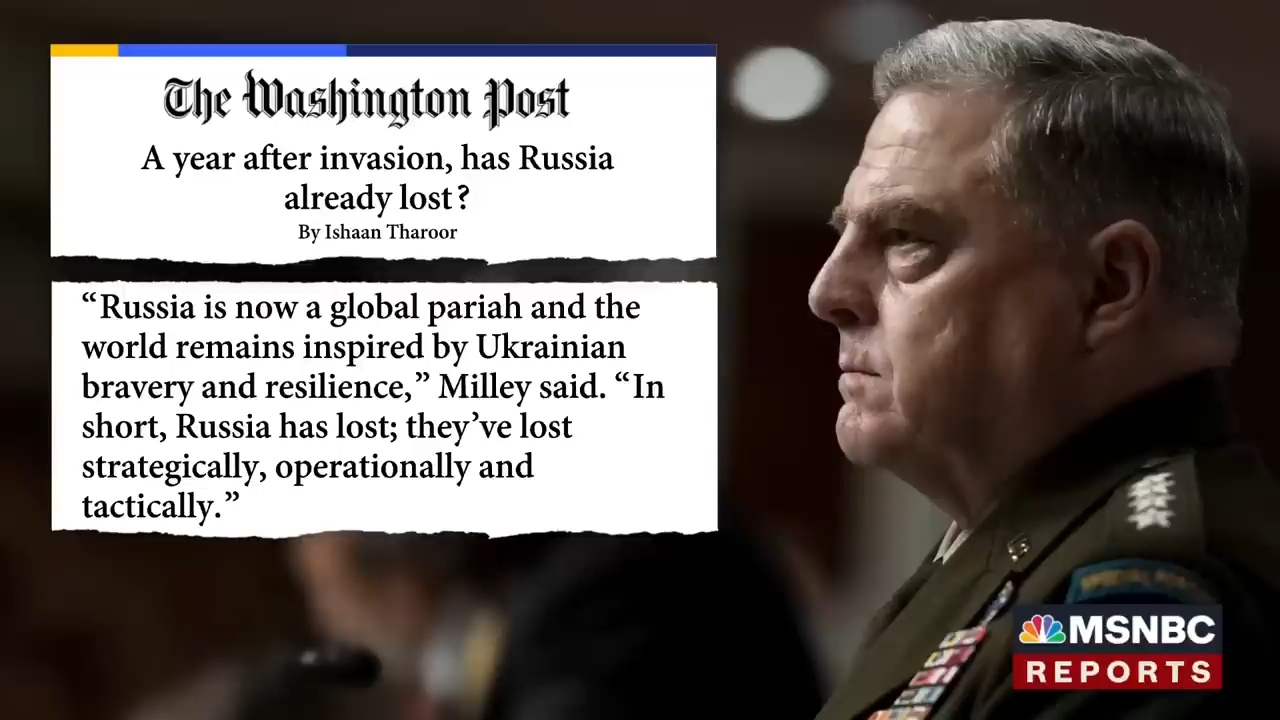 The Washington Post
A year after invasion, has Russia
already lost?
By Ishaan Tharoor
“Russia is now a global pariah and the
world remains inspired by Ukrainian
bravery and resilience,” Milley said. “In
short, Russia has lost; they’ve lost
strategically, operationally and
tactically.”
MSNBC
REPORTS